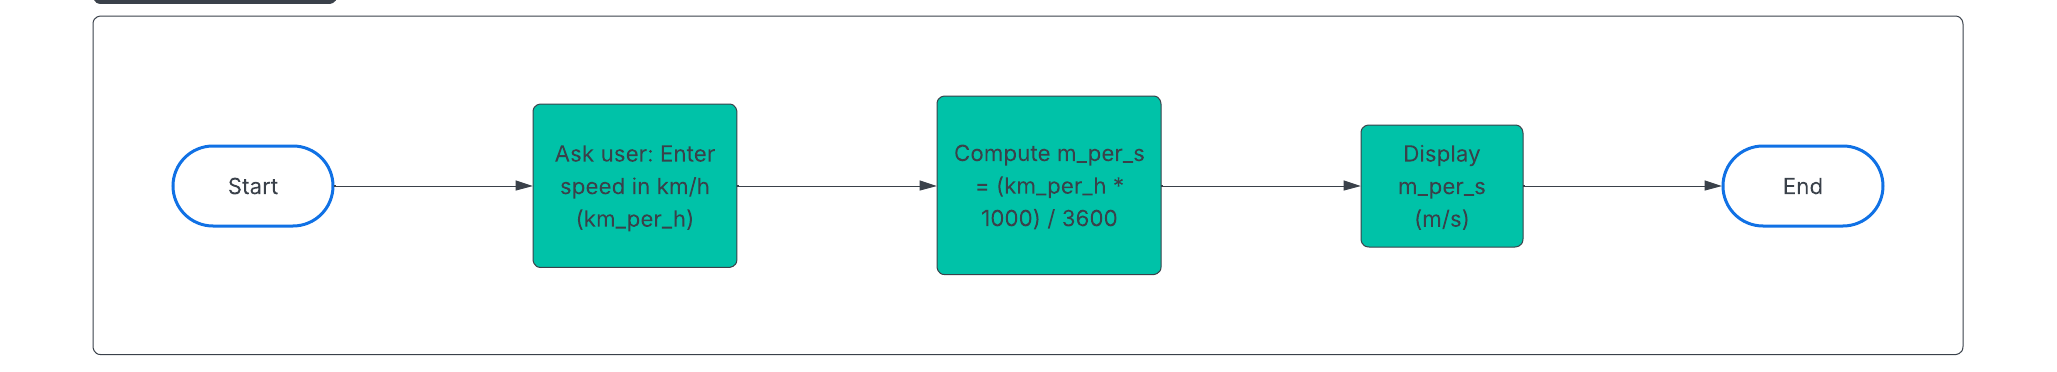 Start
Ask user: Enter
speed in km/h
(km_per_h)
Compute m_per_s
= (km_per_h *
1000) / 3600
Display
m_per_s
(m/s)
End